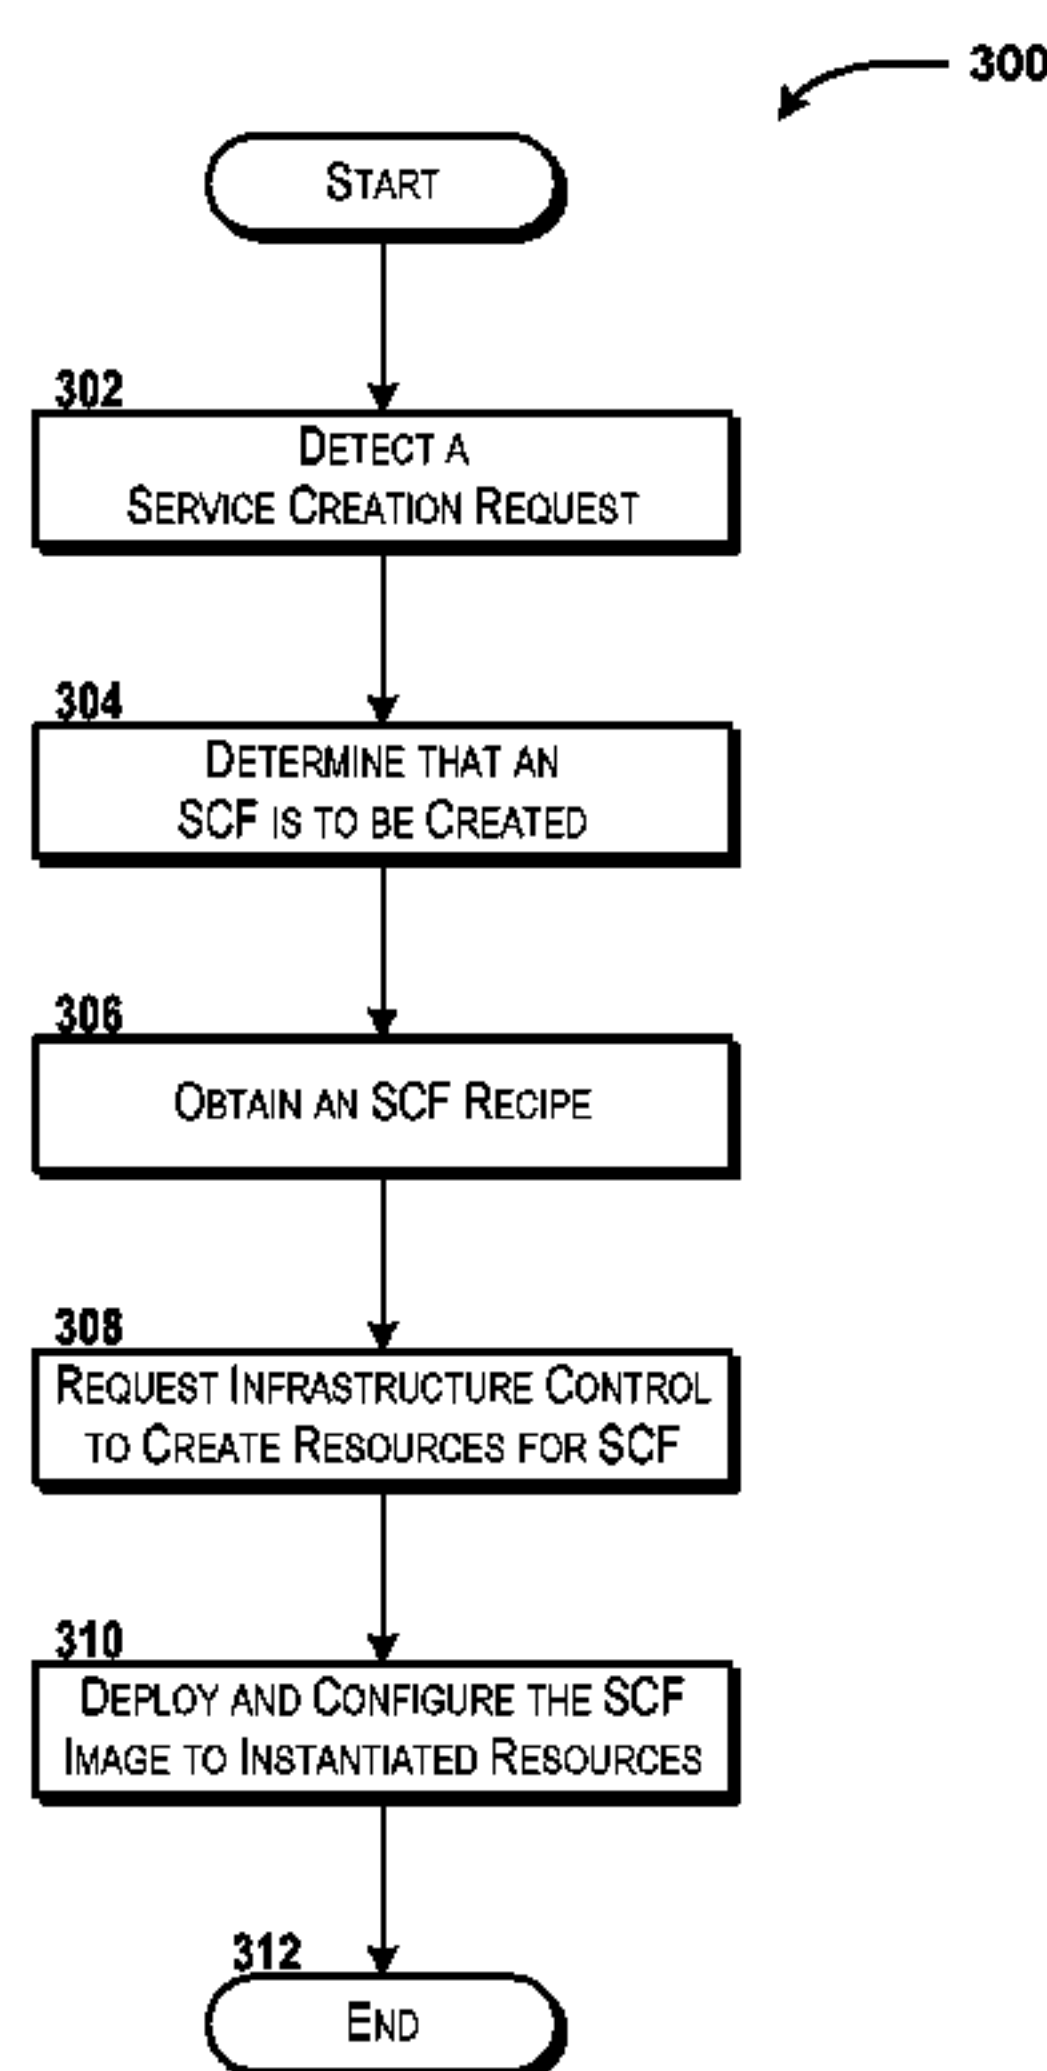 300
START
302
DETECT A
SERVICE CREATION REQUEST
304
DETERMINE THAT AN
SCF IS TO BE CREATED
306
OBTAIN AN SCF RECIPE
308
REQUEST INFRASTRUCTURE CONTROL
TO CREATE RESOURCES FOR SCF
310
DEPLOY AND CONFIGURE THE SCF
IMAGE TO INSTANTIATED RESOURCES
312
END